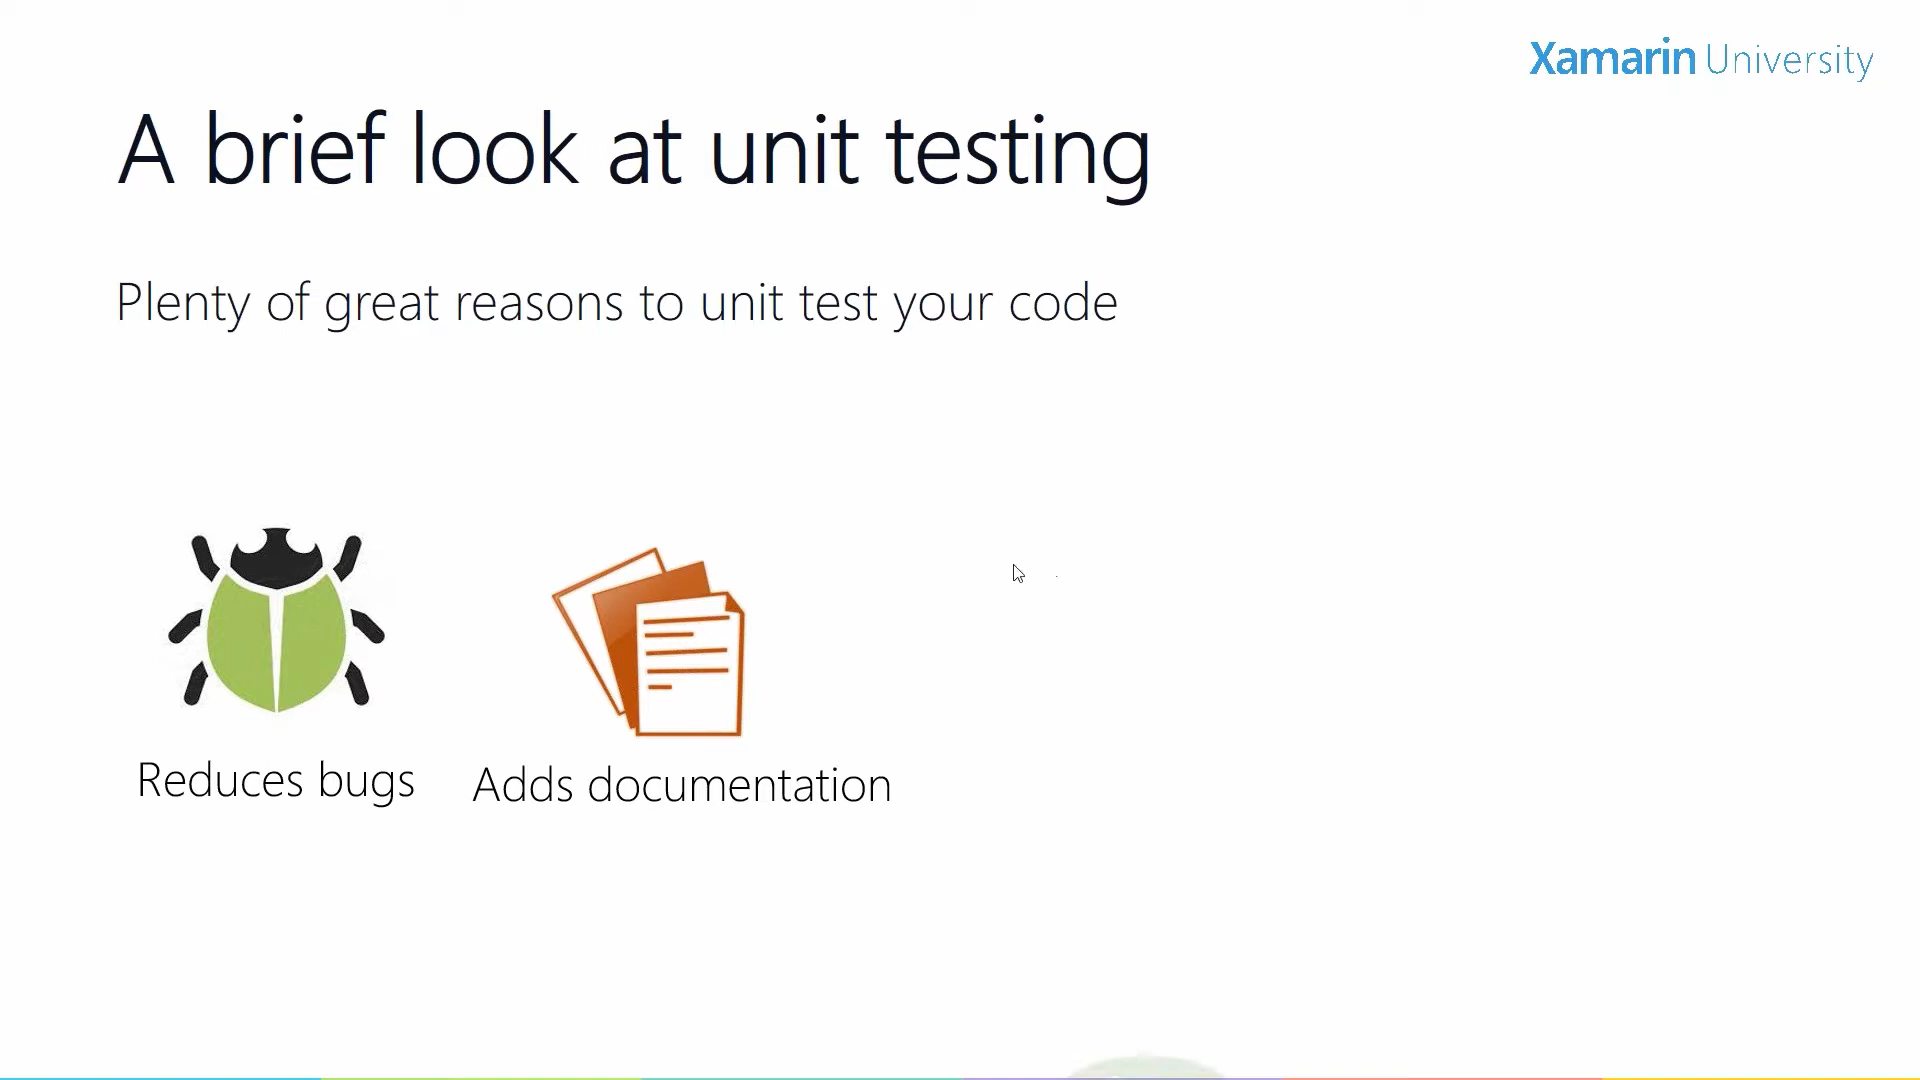 Xamarin University
A brief look at unit testing
Plenty of great reasons to unit test your code
Reduces bugs
Adds documentation